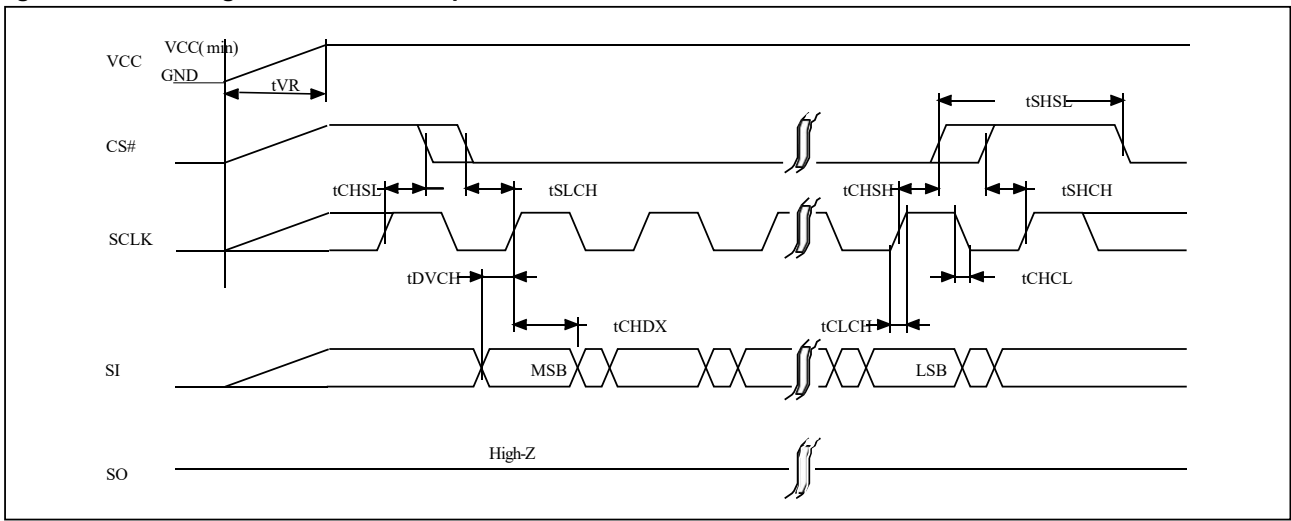 VCC
VCC( min)
GND
tVR
tSHSL
CS#
tCHSL
tSLCH
tCHSH
tSHCH
SCLK
tDVCH
tCHCL
tCHDX
tCLCH
SI
MSB
LSB
High-Z
SO